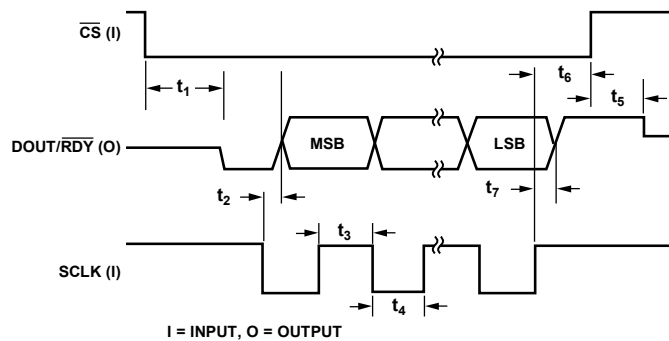 CS (I)
t1
t6
t5
DOUT/RDY (O)
MSB
LSB
t2
t7
t3
SCLK (I)
t4
I = INPUT, O = OUTPUT